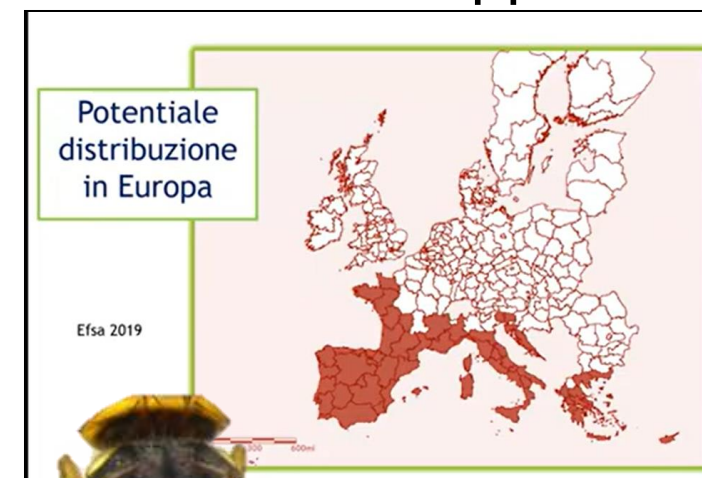 Potentiale
distribuzione
in Europa
Efsa 2019
600mi